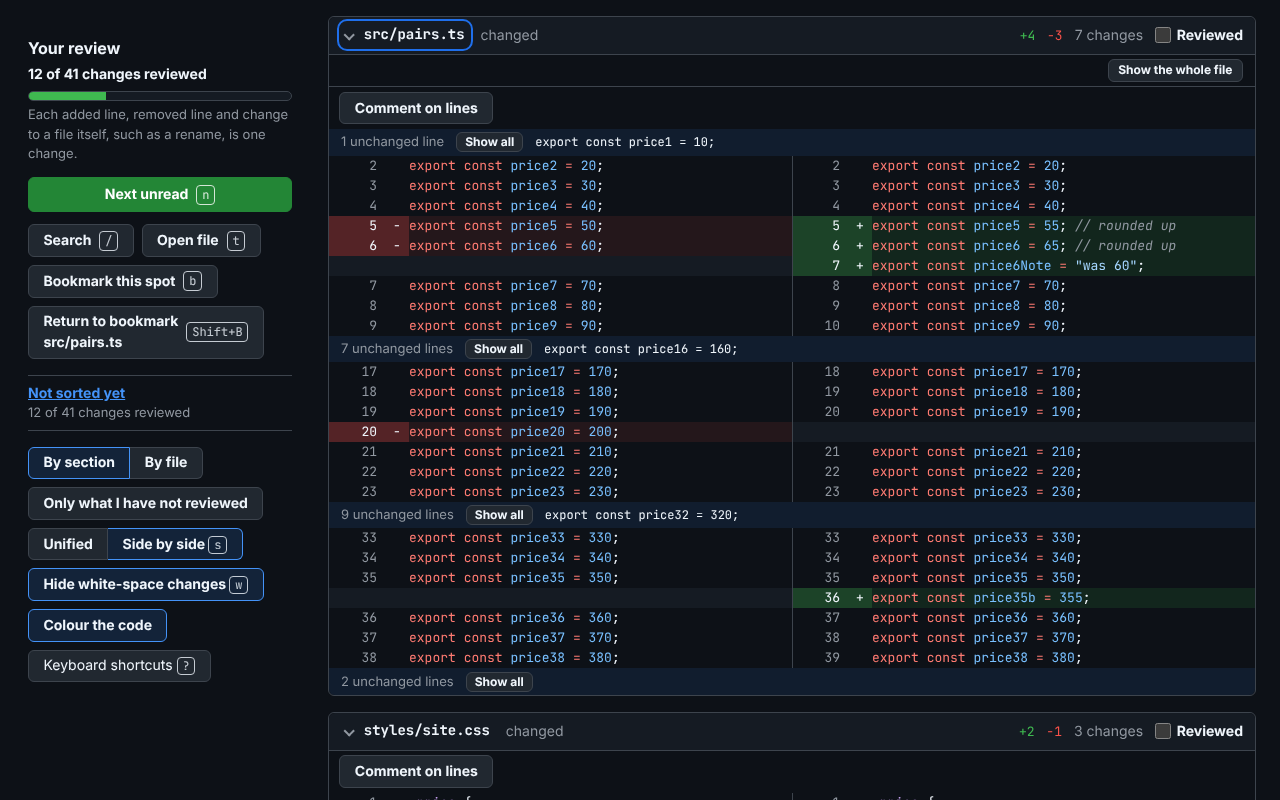 Your review
12 of 41 changes reviewed
Each added line, removed line and change
to a file itself, such as a rename, is one
change.
Next unread n
Search / Open file t
Bookmark this spot b
Return to bookmark
src/pairs.ts Shift+B
Not sorted yet
12 of 41 changes reviewed
By section By file
Only what I have not reviewed
Unified Side by side s
Hide white-space changes w
Colour the code
Keyboard shortcuts ?
src/pairs.ts changed +4 -3 7 changes Reviewed
Show the whole file
Comment on lines
1 unchanged line Show all export const price1 = 10;
2 export const price2 = 20; 2 export const price2 = 20;
3 export const price3 = 30; 3 export const price3 = 30;
4 export const price4 = 40; 4 export const price4 = 40;
5 - export const price5 = 50; 5 + export const price5 = 55; // rounded up
6 - export const price6 = 60; 6 + export const price6 = 65; // rounded up
7 + export const price6Note = "was 60";
7 export const price7 = 70; 8 export const price7 = 70;
8 export const price8 = 80; 9 export const price8 = 80;
9 export const price9 = 90; 10 export const price9 = 90;
7 unchanged lines Show all export const price16 = 160;
17 export const price17 = 170; 18 export const price17 = 170;
18 export const price18 = 180; 19 export const price18 = 180;
19 export const price19 = 190; 20 export const price19 = 190;
20 - export const price20 = 200;
21 export const price21 = 210; 21 export const price21 = 210;
22 export const price22 = 220; 22 export const price22 = 220;
23 export const price23 = 230; 23 export const price23 = 230;
9 unchanged lines Show all export const price32 = 320;
33 export const price33 = 330; 33 export const price33 = 330;
34 export const price34 = 340; 34 export const price34 = 340;
35 export const price35 = 350; 35 export const price35 = 350;
36 + export const price35b = 355;
36 export const price36 = 360; 37 export const price36 = 360;
37 export const price37 = 370; 38 export const price37 = 370;
38 export const price38 = 380; 39 export const price38 = 380;
2 unchanged lines Show all
styles/site.css changed +2 -1 3 changes Reviewed
Comment on lines